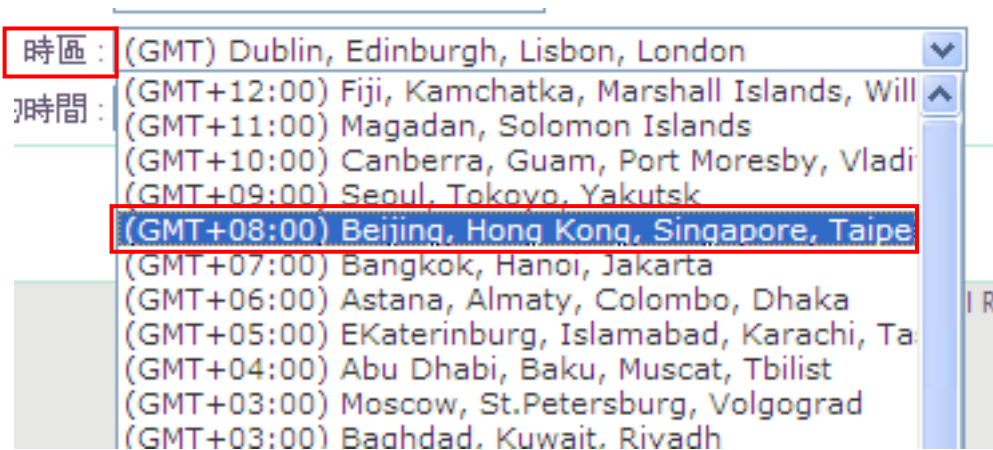 時區 : (GMT) Dublin, Edinburgh, Lisbon, London
時間 :
(GMT+12:00) Fiji, Kamchatka, Marshall Islands, Will
(GMT+11:00) Magadan, Solomon Islands
(GMT+10:00) Canberra, Guam, Port Moresby, Vladi
(GMT+09:00) Seoul, Tokoyo, Yakutsk
(GMT+08:00) Beijing, Hong Kong, Singapore, Taipe
(GMT+07:00) Bangkok, Hanoi, Jakarta
(GMT+06:00) Astana, Almaty, Colombo, Dhaka
(GMT+05:00) EKaterinburg, Islamabad, Karachi, Ta
(GMT+04:00) Abu Dhabi, Baku, Muscat, Tbilist
(GMT+03:00) Moscow, St.Petersburg, Volgograd
(GMT+03:00) Baghdad, Kuwait, Riyadh